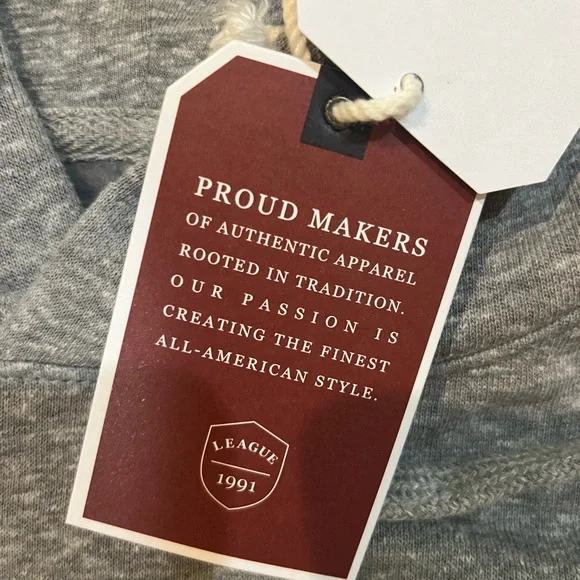 PROUD MAKERS
OF AUTHENTIC APPAREL
ROOTED IN TRADITION.
OUR PASSION IS
CREATING THE FINEST
ALL-AMERICAN STYLE.
LEAGUE
1991